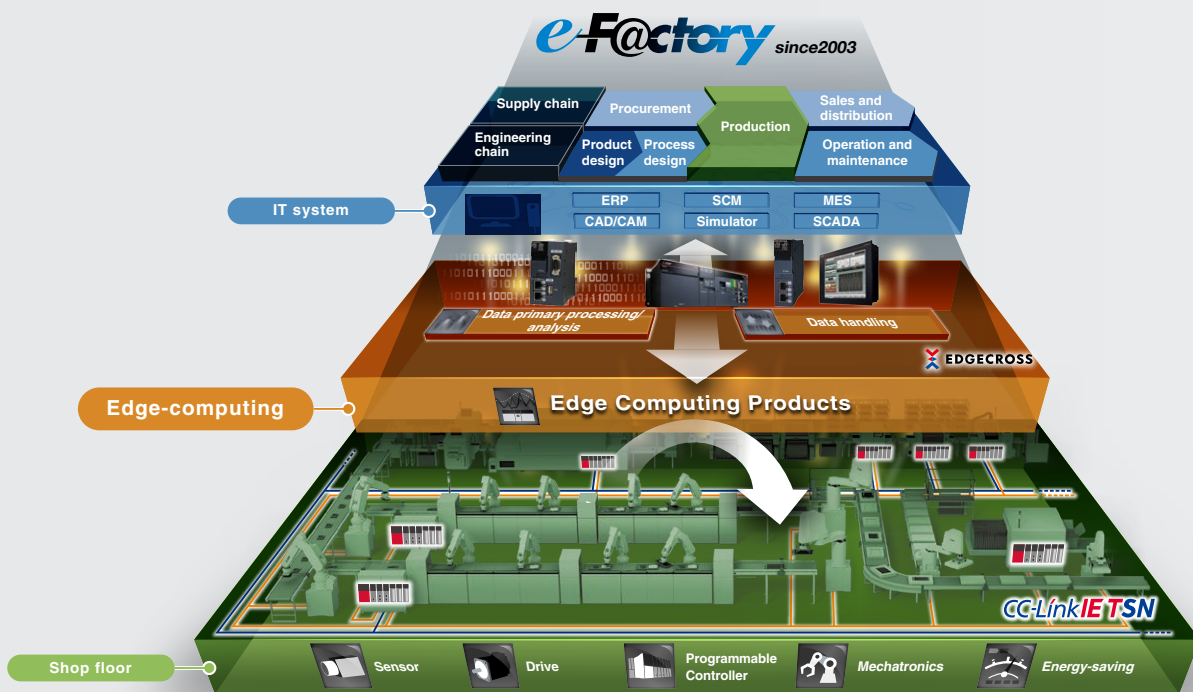 e-F@ctory since2003
Supply chain
Procurement
Production
Sales and
distribution
Engineering
chain
Product
design
Process
design
Operation and
maintenance
IT system
ERP
SCM
MES
CAD/CAM
Simulator
SCADA
Data primary processing/
analysis
Data handling
EDGECROSS
Edge-computing
Edge Computing Products
CC-Link IE TSN
Shop floor
Sensor
Drive
Programmable
Controller
Mechatronics
Energy-saving